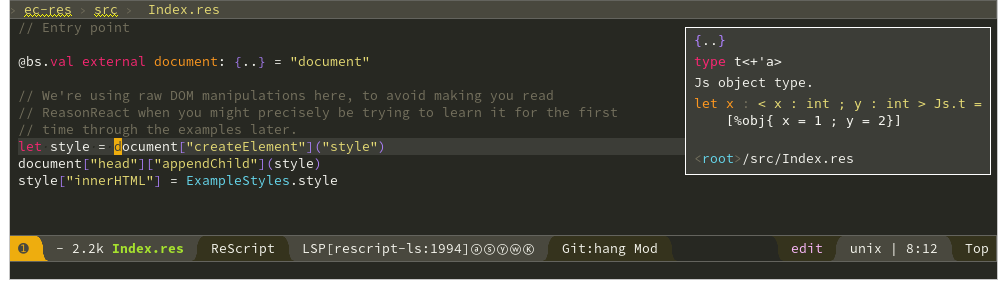 › ec-res › src › Index.res
// Entry point
@bs.val external document: {..} = "document"
// We're using raw DOM manipulations here, to avoid making you read
// ReasonReact when you might precisely be trying to learn it for the first
// time through the examples later.
let style = document["createElement"]("style")
document["head"]["appendChild"](style)
style["innerHTML"] = ExampleStyles.style
{..}
type t<+'a>
Js object type.
let x : < x : int ; y : int > Js.t =
[%obj{ x = 1 ; y = 2}]
<root>/src/Index.res
❶ - 2.2k Index.res ReScript LSP[rescript-ls:1994]ⓐⓢⓨⓦⓀ Git:hang Mod edit unix | 8:12 Top